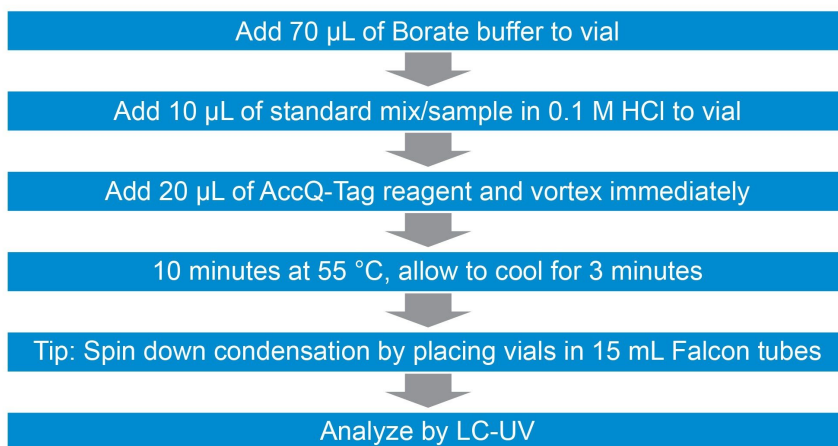 Add 70 µL of Borate buffer to vial
Add 10 µL of standard mix/sample in 0.1 M HCl to vial
Add 20 µL of AccQ-Tag reagent and vortex immediately
10 minutes at 55 °C, allow to cool for 3 minutes
Tip: Spin down condensation by placing vials in 15 mL Falcon tubes
Analyze by LC-UV